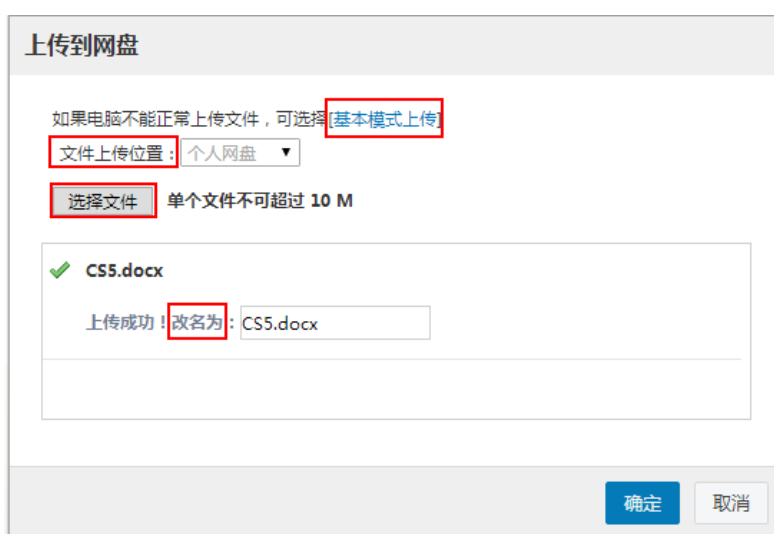 上传到网盘
如果电脑不能正常上传文件，可选择[基本模式上传]
文件上传位置：个人网盘
选择文件 单个文件不可超过 10 M
CS5.docx
上传成功！改名为：CS5.docx
确定 取消